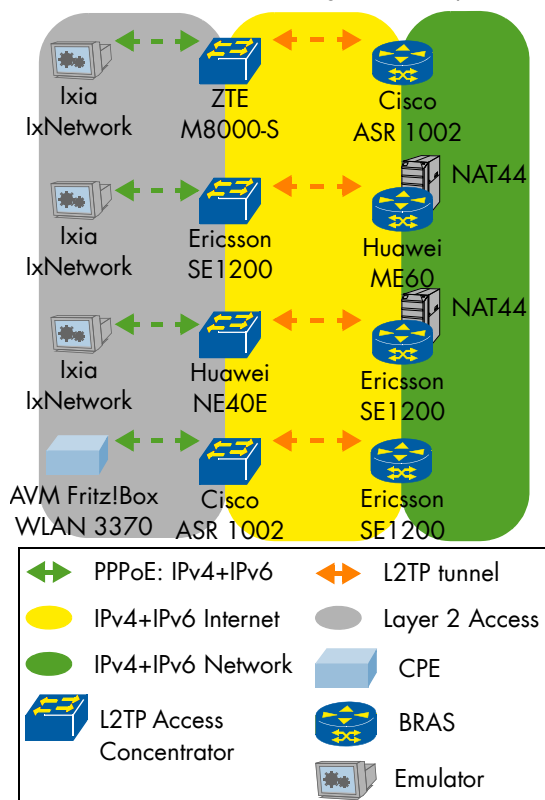 Ixia
IxNetwork
ZTE
M8000-S
Cisco
ASR 1002
NAT44
Ixia
IxNetwork
Ericsson
SE1200
Huawei
ME60
NAT44
Ixia
IxNetwork
Huawei
NE40E
Ericsson
SE1200
AVM Fritz!Box
WLAN 3370
Cisco
ASR 1002
Ericsson
SE1200
PPPoE: IPv4+IPv6
L2TP tunnel
IPv4+IPv6 Internet
Layer 2 Access
IPv4+IPv6 Network
CPE
L2TP Access
Concentrator
BRAS
Emulator